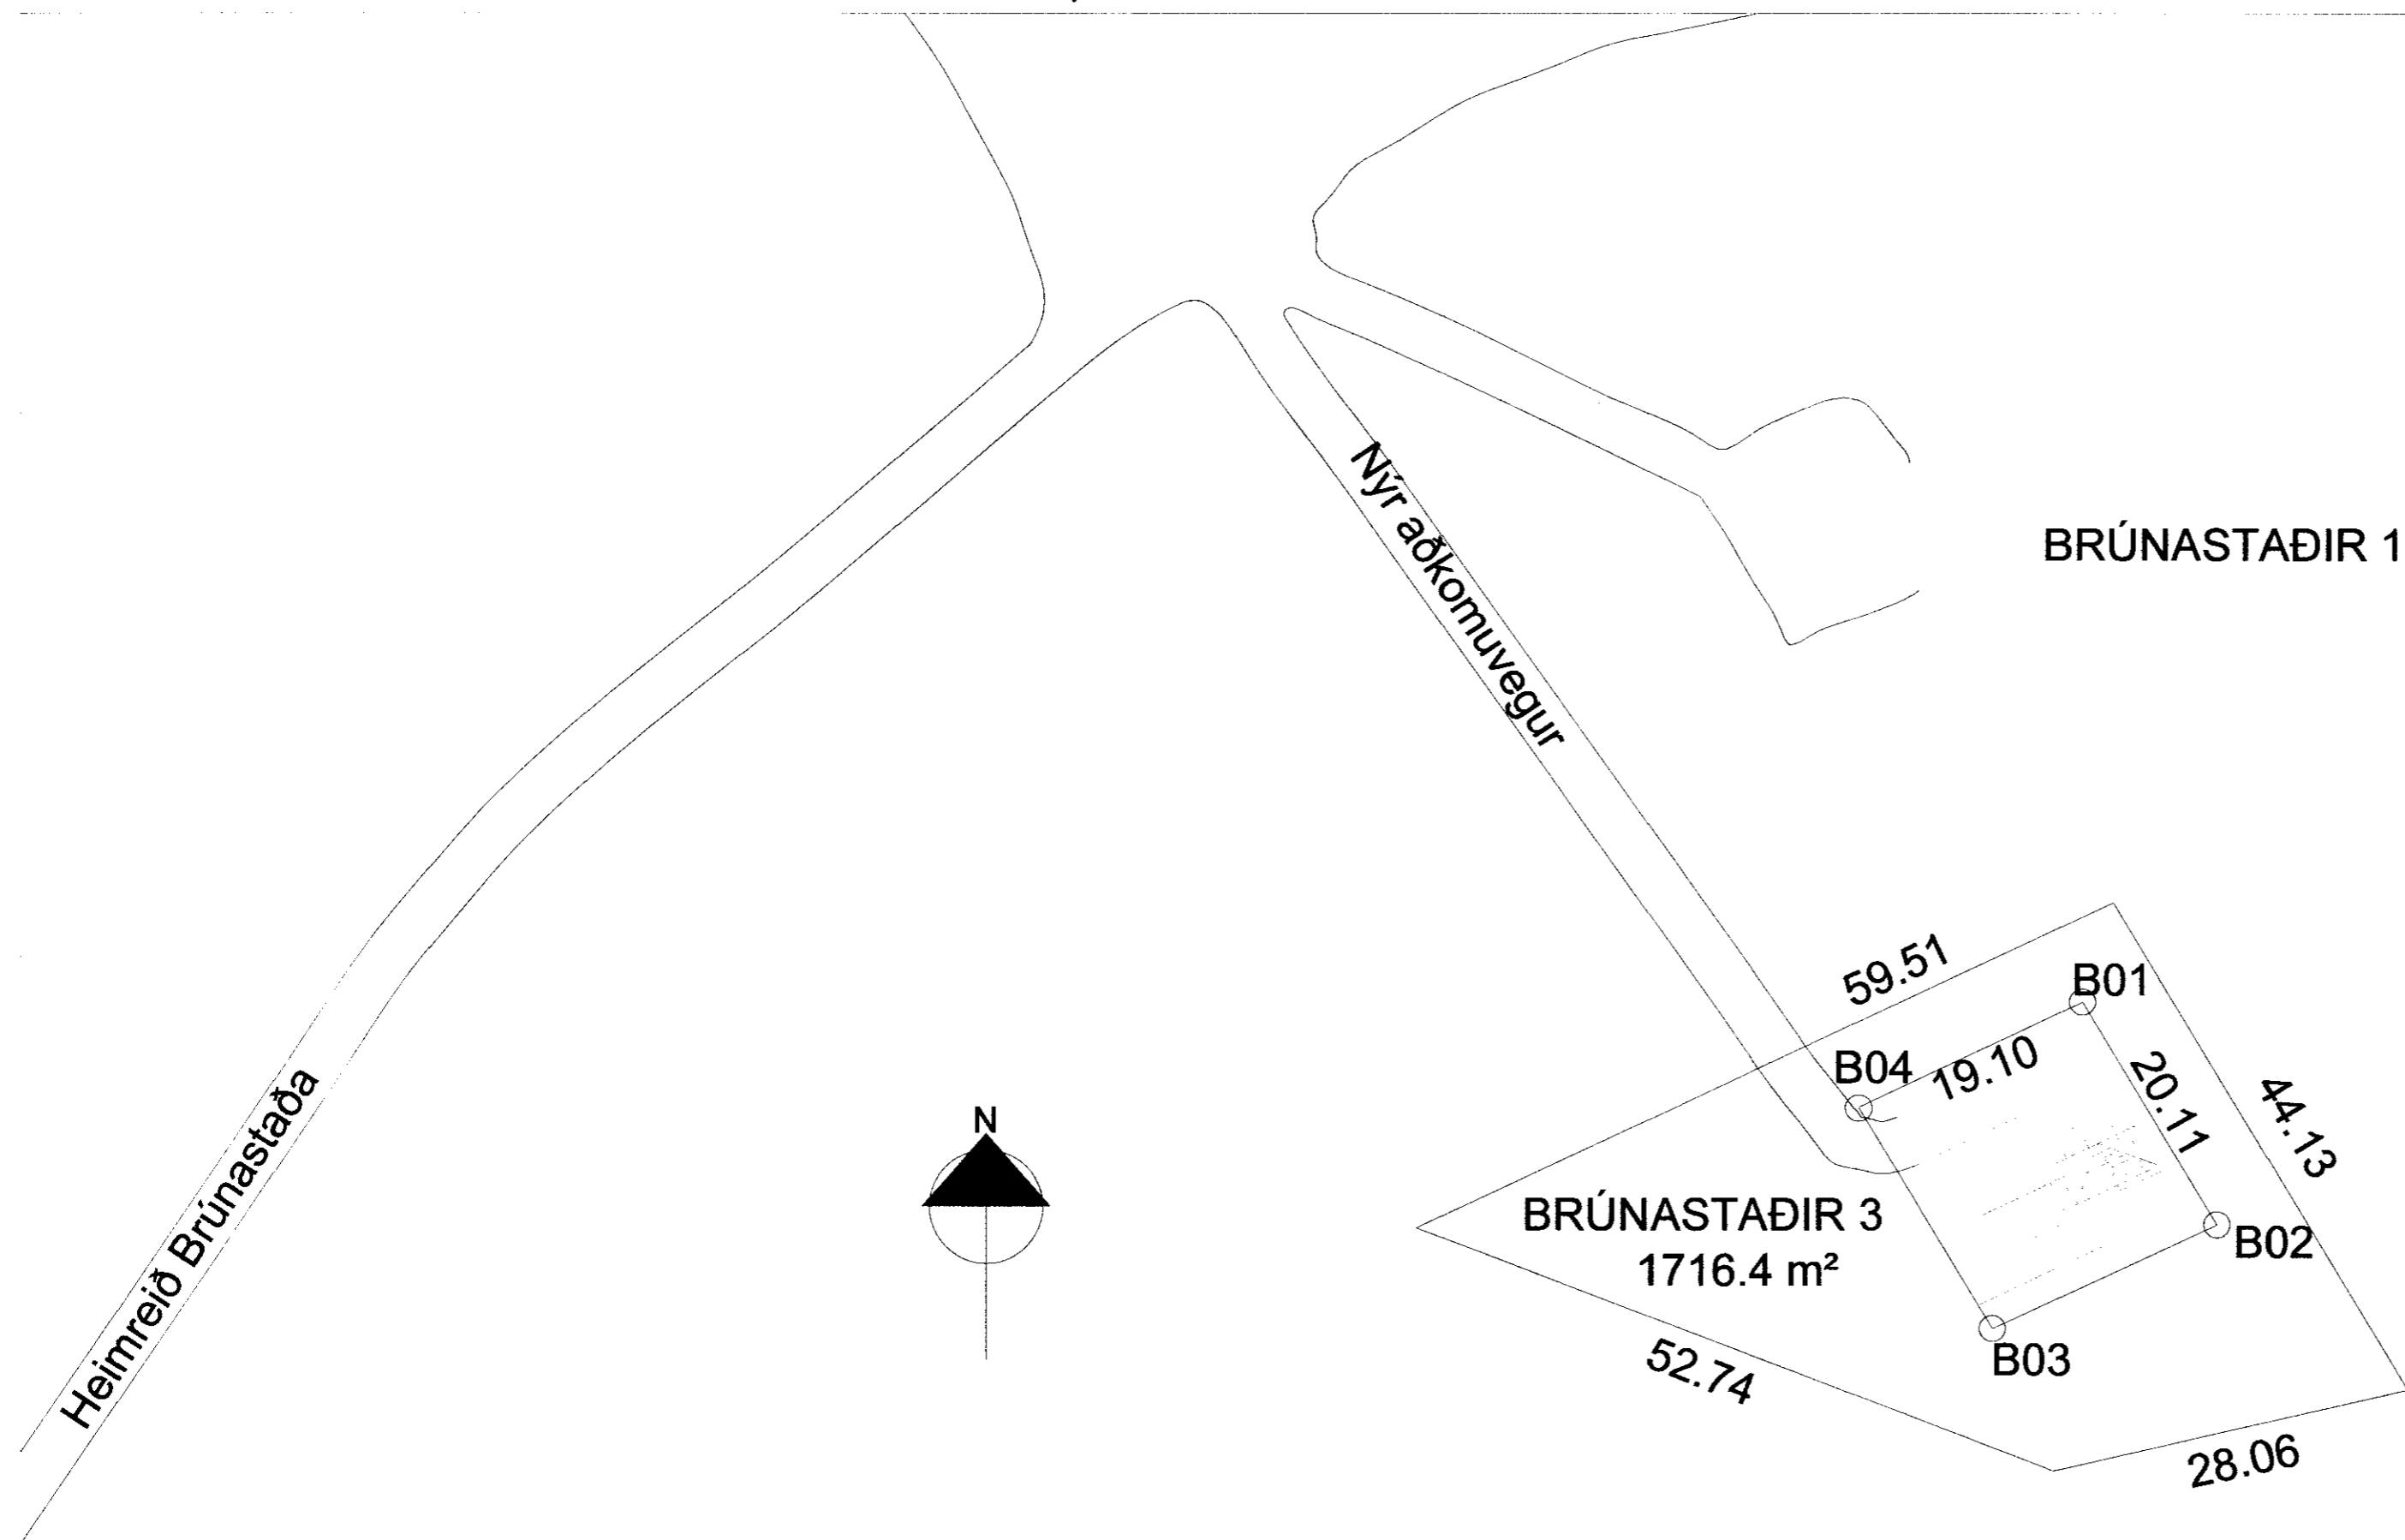 Nýr aðkomuvegur
BRÚNASTAÐIR 1
59.51
B01
B04
19.10
20.11
44.13
Heimreið Brúnastaða
N
BRÚNASTAÐIR 3
1716.4 m²
B02
B03
52.74
28.06